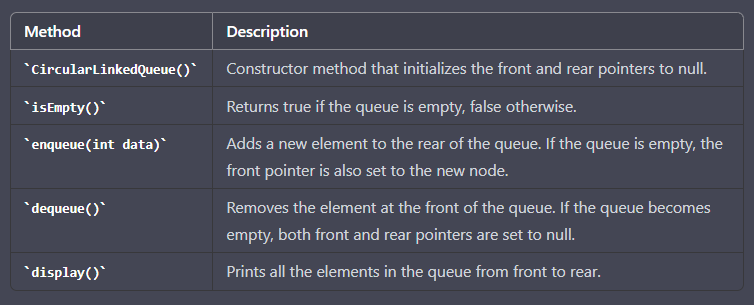 Method Description
`CircularLinkedQueue()` Constructor method that initializes the front and rear pointers to null.
`isEmpty()` Returns true if the queue is empty, false otherwise.
`enqueue(int data)` Adds a new element to the rear of the queue. If the queue is empty, the
front pointer is also set to the new node.
`dequeue()` Removes the element at the front of the queue. If the queue becomes
empty, both front and rear pointers are set to null.
`display()` Prints all the elements in the queue from front to rear.